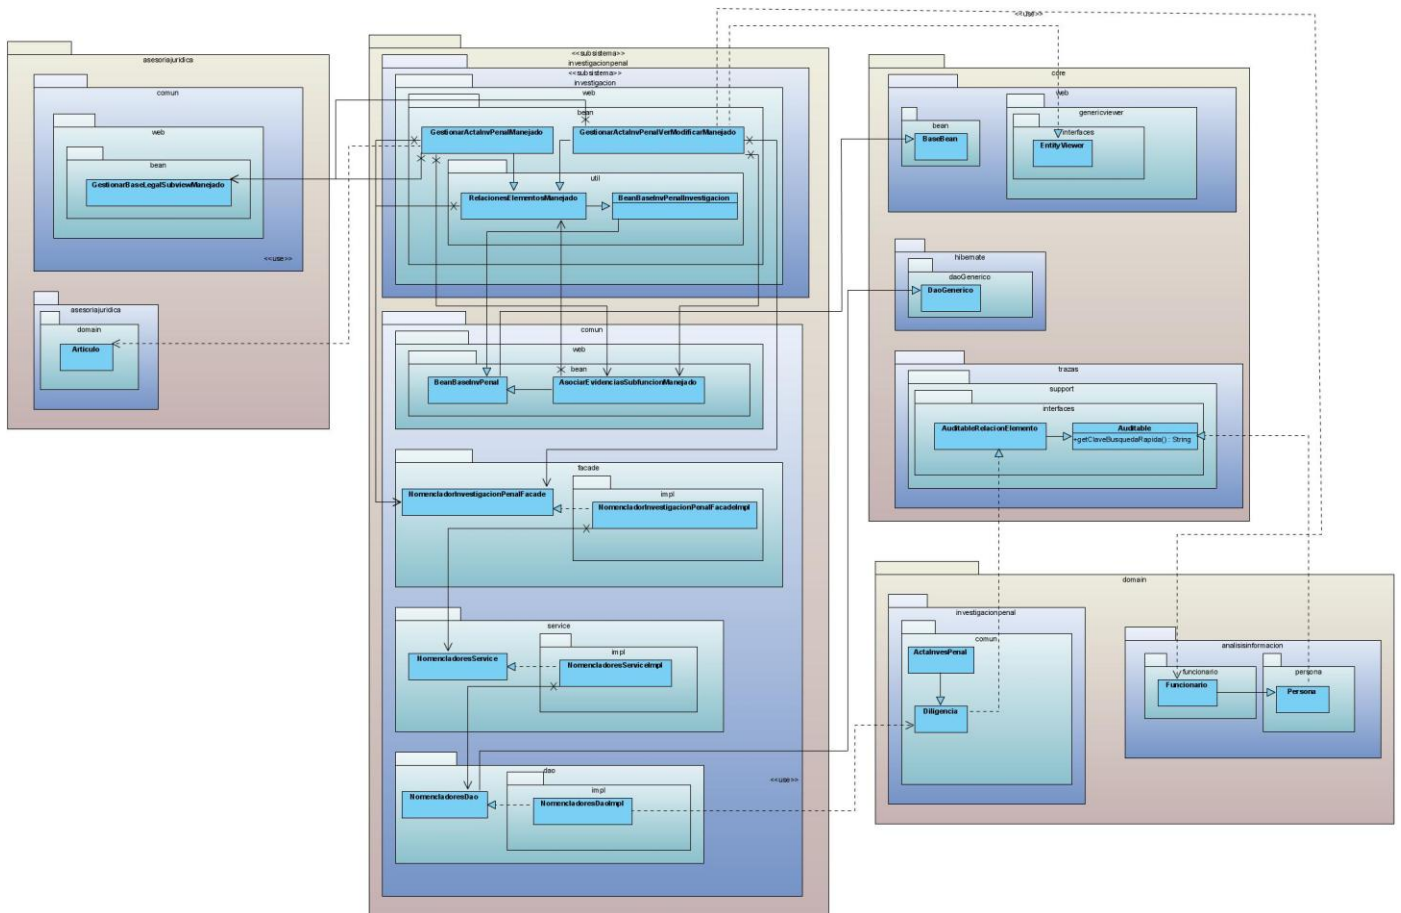 <<use>>
asesoriajuridica
comun
web
bean
GestionarBaseLegalSubviewManejado
<<use>>
asesoriajuridica
domain
Articulo
<<subsistema>>
investigacionpenal
<<subsistema>>
investigacion
web
bean
GestionarActaInvPenalManejado
GestionarActaInvPenalVerModificarManejado
util
RelacionesElementosManejado
BeanBaseInvPenalInvestigacion
comun
web
bean
BeanBaseInvPenal
AsociarEvidenciasSubfuncionManejado
facade
NomencladorInvestigacionPenalFacade
impl
NomencladorInvestigacionPenalFacadeImpl
service
NomencladoresService
impl
NomencladoresServiceImpl
dao
NomencladoresDao
impl
NomencladoresDaoImpl
<<use>>
core
web
bean
BaseBean
genericviewer
interfaces
EntityViewer
hibernate
daoGenerico
DaoGenerico
trazas
support
interfaces
AuditableRelacionElemento
Auditable
+getClaveBusquedaRapida() : String
domain
investigacionpenal
comun
ActaInvesPenal
Diligencia
analisisinformacion
funcionario
Funcionario
persona
Persona